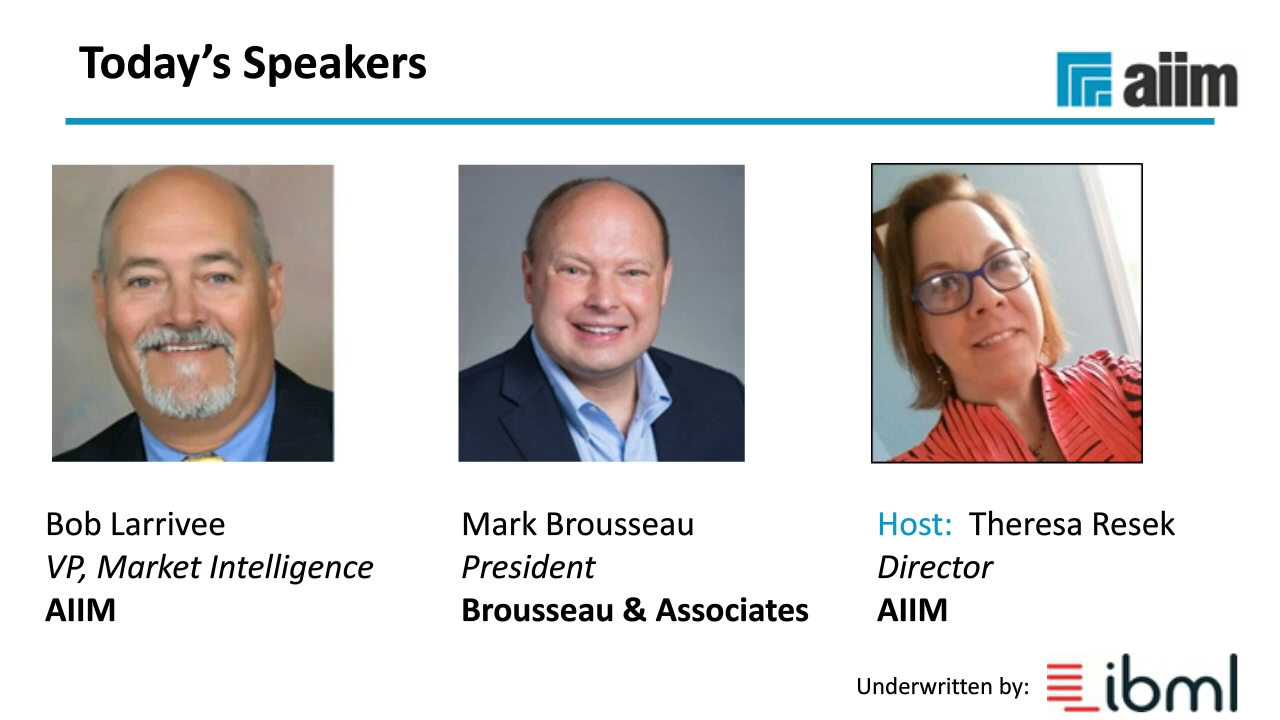 Today’s Speakers
aiim
Bob Larrivee
VP, Market Intelligence
AIIM
Mark Brousseau
President
Brousseau & Associates
Host: Theresa Resek
Director
AIIM
Underwritten by:
ibml